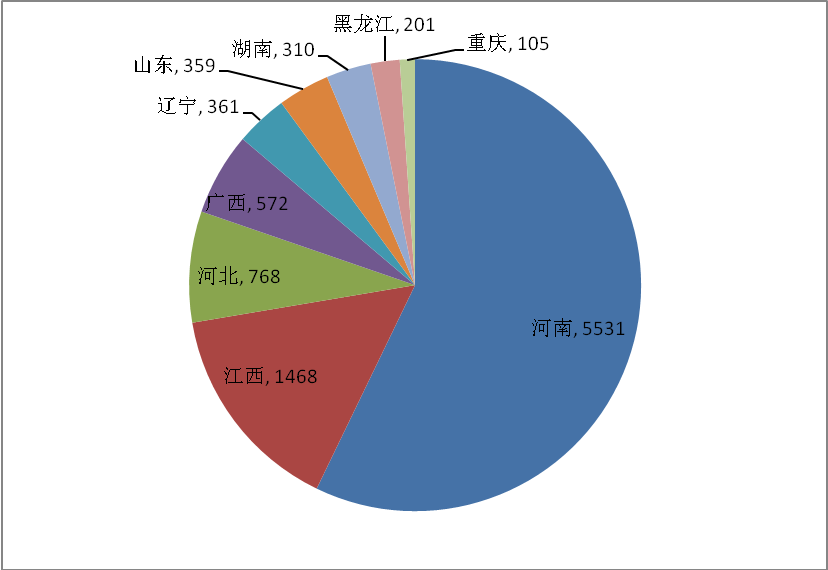 黑龙江, 201
重庆, 105
湖南, 310
山东, 359
辽宁, 361
广西, 572
河北, 768
河南, 5531
江西, 1468